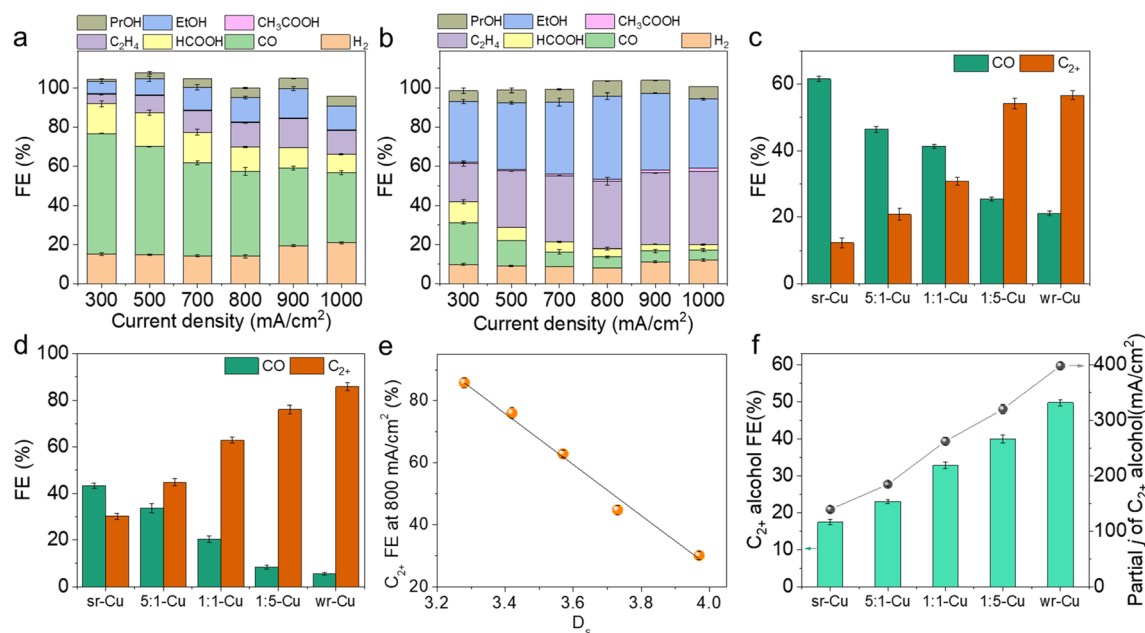 a
PrOH EtOH CH₃COOH
C₂H₄ HCOOH CO H₂
FE (%)
100
80
60
40
20
0
300 500 700 800 900 1000
Current density (mA/cm²)
b
PrOH EtOH CH₃COOH
C₂H₄ HCOOH CO H₂
FE (%)
100
80
60
40
20
0
300 500 700 800 900 1000
Current density (mA/cm²)
c
CO C₂₊
FE (%)
60
40
20
0
sr-Cu 5:1-Cu 1:1-Cu 1:5-Cu wr-Cu
d
CO C₂₊
FE (%)
100
80
60
40
20
0
sr-Cu 5:1-Cu 1:1-Cu 1:5-Cu wr-Cu
e
C₂₊ FE at 800 mA/cm² (%)
80
60
40
20
3.2 3.4 3.6 3.8 4.0
Dₛ
f
C₂₊ alcohol FE(%)
60
50
40
30
20
10
0
sr-Cu 5:1-Cu 1:1-Cu 1:5-Cu wr-Cu
400
300
200
100
0
Partial j of C₂₊ alcohol(mA/cm²)